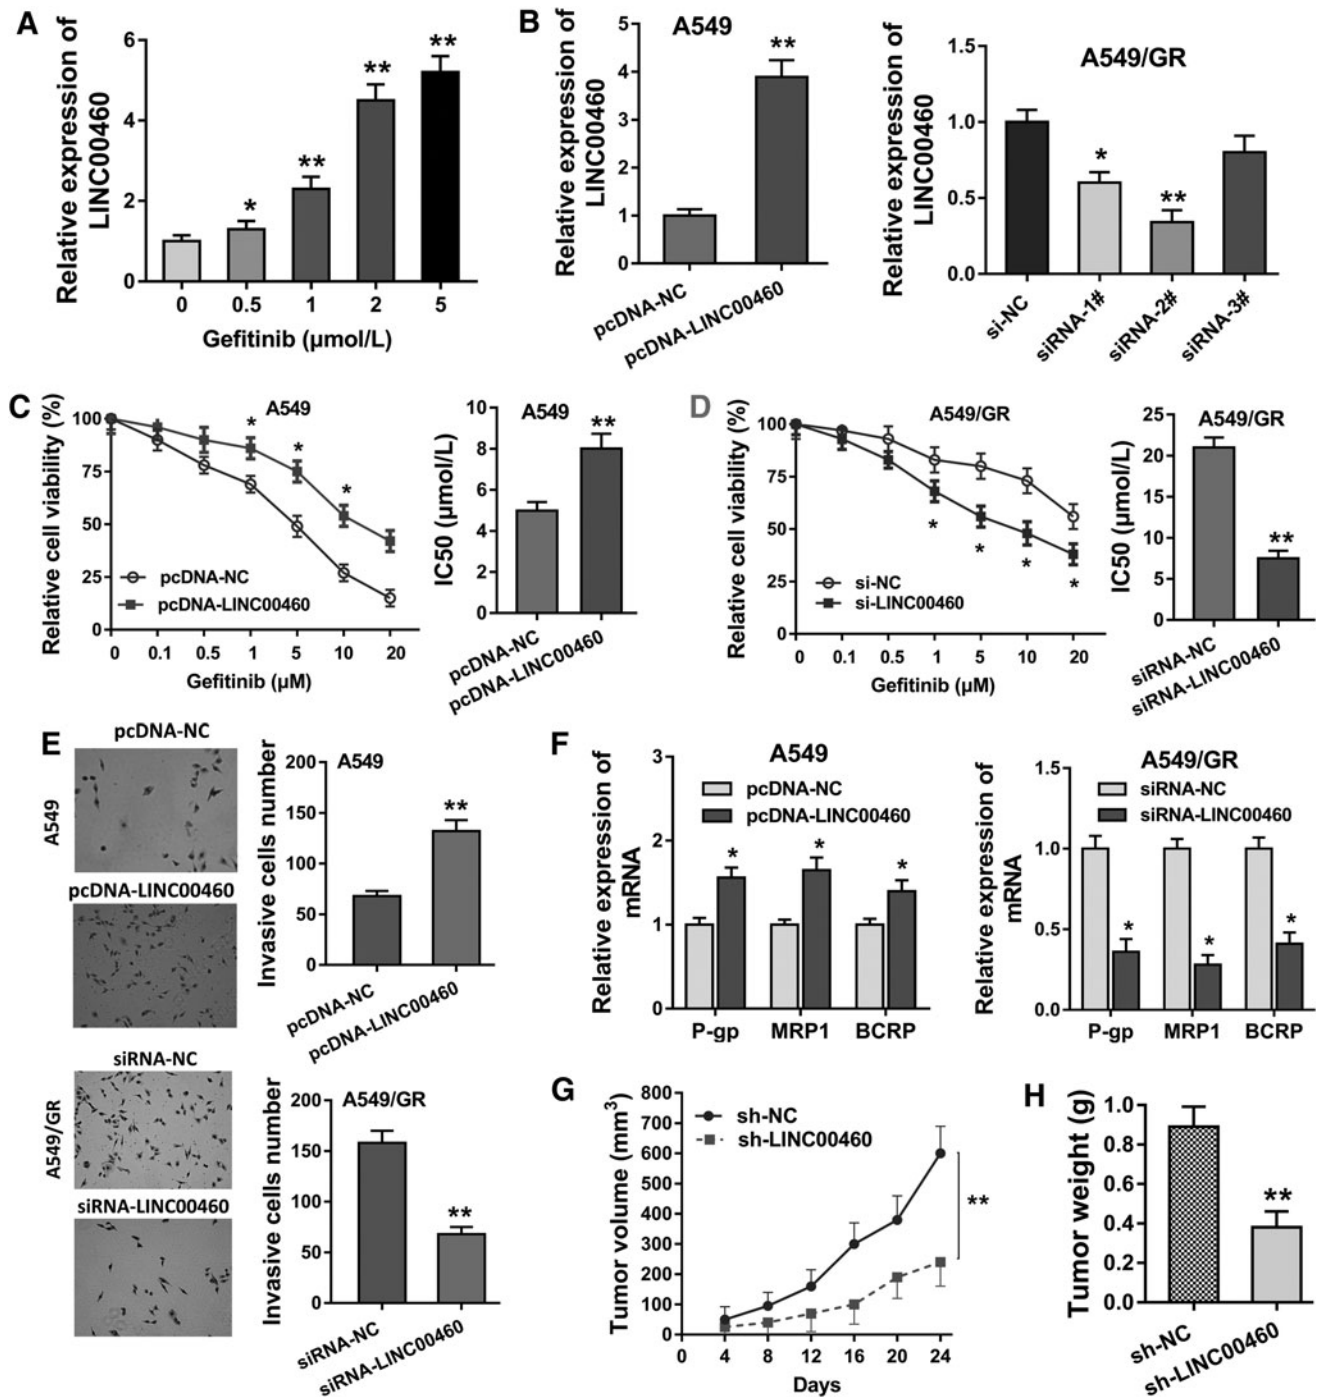 A
Relative expression of
LINC00460
6
4
2
0
*
**
**
**
0 0.5 1 2 5
Gefitinib (μmol/L)
B
Relative expression of
LINC00460
5
4
3
2
1
0
A549
**
pcDNA-NC
pcDNA-LINC00460
Relative expression of
LINC00460
1.5
1.0
0.5
0.0
A549/GR
*
**
si-NC
siRNA-1#
siRNA-2#
siRNA-3#
C
Relative cell viability (%)
100
75
50
25
0
A549
*
*
*
pcDNA-NC
pcDNA-LINC00460
0 0.1 0.5 1 5 10 20
Gefitinib (μM)
IC50 (μmol/L)
10
8
6
4
2
0
A549
**
pcDNA-NC
pcDNA-LINC00460
D
Relative cell viability (%)
100
75
50
25
0
A549/GR
*
*
*
*
si-NC
si-LINC00460
0 0.1 0.5 1 5 10 20
Gefitinib (μM)
IC50 (μmol/L)
25
20
15
10
5
0
A549/GR
**
siRNA-NC
siRNA-LINC00460
E
pcDNA-NC
A549
pcDNA-LINC00460
Invasive cells number
200
150
100
50
0
A549
**
pcDNA-NC
pcDNA-LINC00460
siRNA-NC
A549/GR
siRNA-LINC00460
Invasive cells number
200
150
100
50
0
A549/GR
**
siRNA-NC
siRNA-LINC00460
F
Relative expression of
mRNA
3
2
1
0
A549
pcDNA-NC
pcDNA-LINC00460
* * *
P-gp MRP1 BCRP
Relative expression of
mRNA
1.5
1.0
0.5
0.0
A549/GR
siRNA-NC
siRNA-LINC00460
* * *
P-gp MRP1 BCRP
G
Tumor volume (mm³)
800
700
600
500
400
300
200
100
0
sh-NC
sh-LINC00460
**
0 4 8 12 16 20 24
Days
H
Tumor weight (g)
1.0
0.8
0.6
0.4
0.2
0.0
**
sh-NC
sh-LINC00460